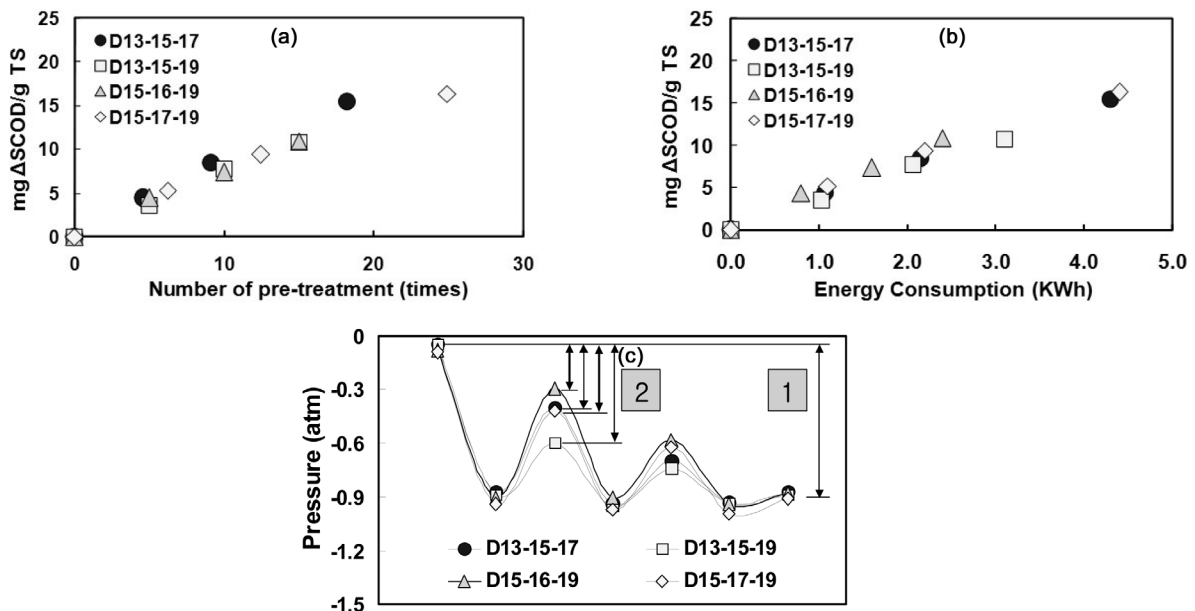 (a)
25
20
15
10
5
0
mg ΔSCOD/g TS
D13-15-17
D13-15-19
D15-16-19
D15-17-19
0 10 20 30
Number of pre-treatment (times)
(b)
25
20
15
10
5
0
mg ΔSCOD/g TS
D13-15-17
D13-15-19
D15-16-19
D15-17-19
0.0 1.0 2.0 3.0 4.0 5.0
Energy Consumption (KWh)
(c)
0
-0.3
-0.6
-0.9
-1.2
-1.5
Pressure (atm)
2
1
D13-15-17 D13-15-19
D15-16-19 D15-17-19